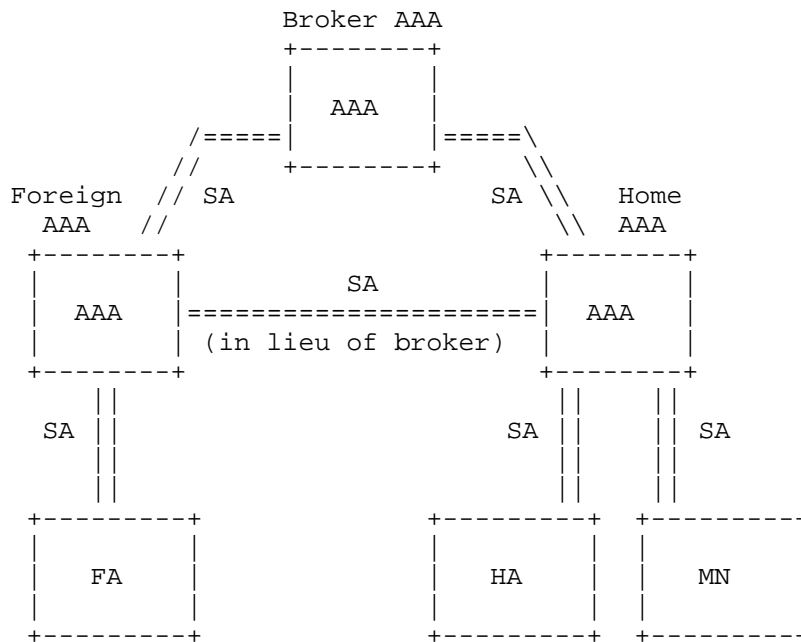 Broker AAA
AAA
SA SA
Foreign Home
AAA AAA
SA
AAA AAA
(in lieu of broker)
SA SA SA
FA HA MN